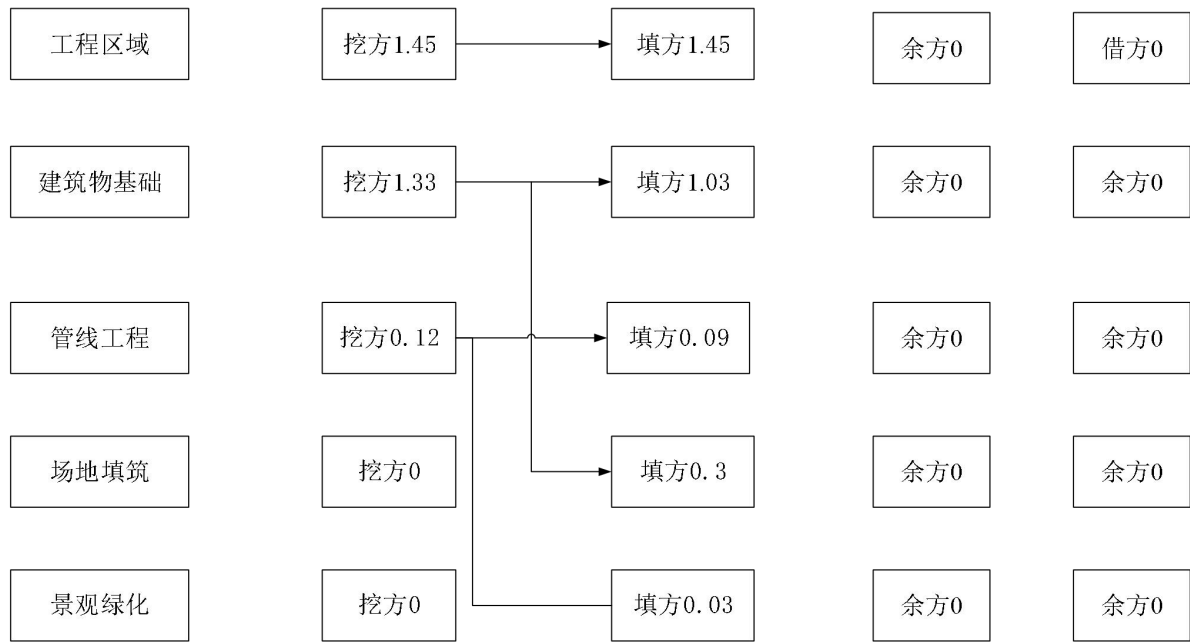 工程区域 挖方1.45 填方1.45 余方0 借方0
建筑物基础 挖方1.33 填方1.03 余方0 余方0
管线工程 挖方0.12 填方0.09 余方0 余方0
场地填筑 挖方0 填方0.3 余方0 余方0
景观绿化 挖方0 填方0.03 余方0 余方0